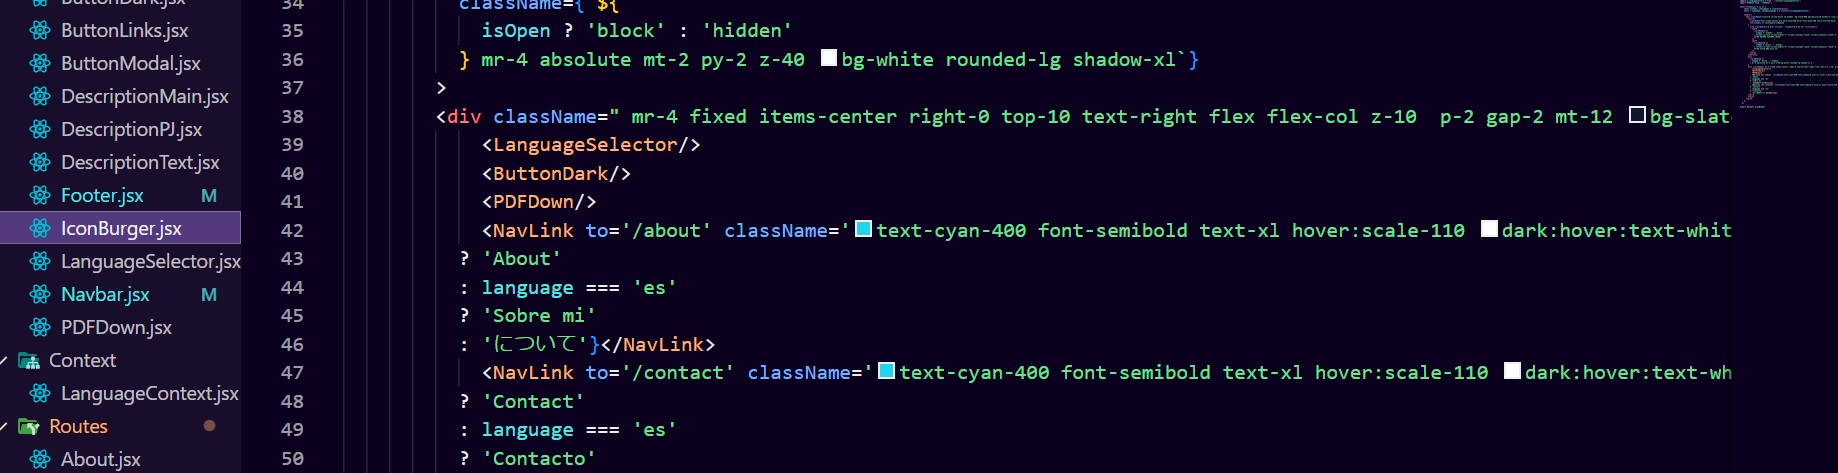 ButtonDark.jsx
ButtonLinks.jsx
ButtonModal.jsx
DescriptionMain.jsx
DescriptionPJ.jsx
DescriptionText.jsx
Footer.jsx M
IconBurger.jsx
LanguageSelector.jsx
Navbar.jsx M
PDFDown.jsx
Context
LanguageContext.jsx
Routes
About.jsx
34 className={`${
35 isOpen ? 'block' : 'hidden'
36 } mr-4 absolute mt-2 py-2 z-40 bg-white rounded-lg shadow-xl`}
37 >
38 <div className=" mr-4 fixed items-center right-0 top-10 text-right flex flex-col z-10 p-2 gap-2 mt-12 bg-slat
39 <LanguageSelector/>
40 <ButtonDark/>
41 <PDFDown/>
42 <NavLink to='/about' className='text-cyan-400 font-semibold text-xl hover:scale-110 dark:hover:text-whit
43 ? 'About'
44 : language === 'es'
45 ? 'Sobre mi'
46 : 'について'}</NavLink>
47 <NavLink to='/contact' className='text-cyan-400 font-semibold text-xl hover:scale-110 dark:hover:text-wh
48 ? 'Contact'
49 : language === 'es'
50 ? 'Contacto'